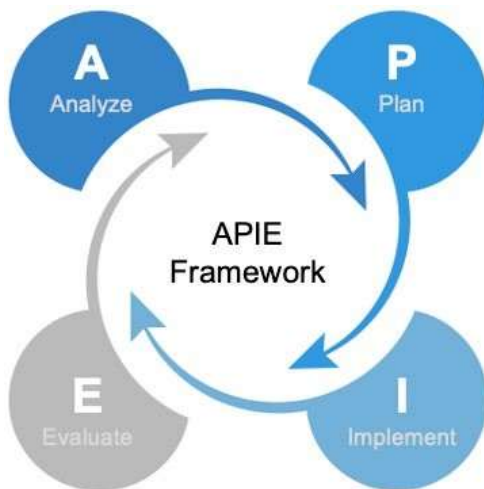 A
Analyze
P
Plan
APIE
Framework
E
Evaluate
I
Implement